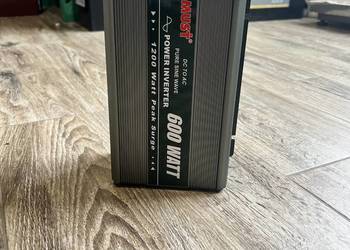 MUST
DC TO AC
PURE SINE WAVE
POWER INVERTER
1200 Watt Peak Surge
600 WATT